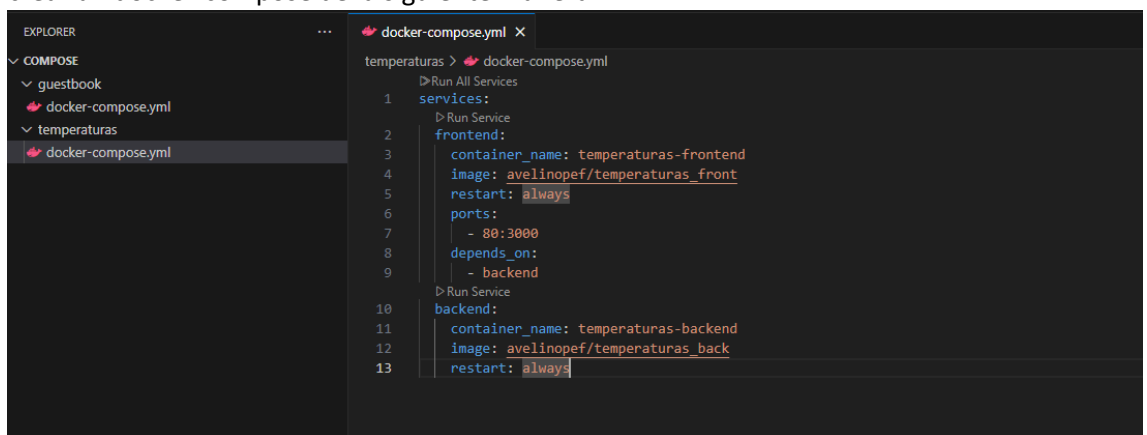 EXPLORER ...
docker-compose.yml ×
COMPOSE
guestbook
docker-compose.yml
temperaturas
docker-compose.yml
temperaturas > docker-compose.yml
Run All Services
1 services:
Run Service
2 frontend:
3 container_name: temperaturas-frontend
4 image: avelinopef/temperaturas_front
5 restart: always
6 ports:
7 - 80:3000
8 depends_on:
9 - backend
Run Service
10 backend:
11 container_name: temperaturas-backend
12 image: avelinopef/temperaturas_back
13 restart: always